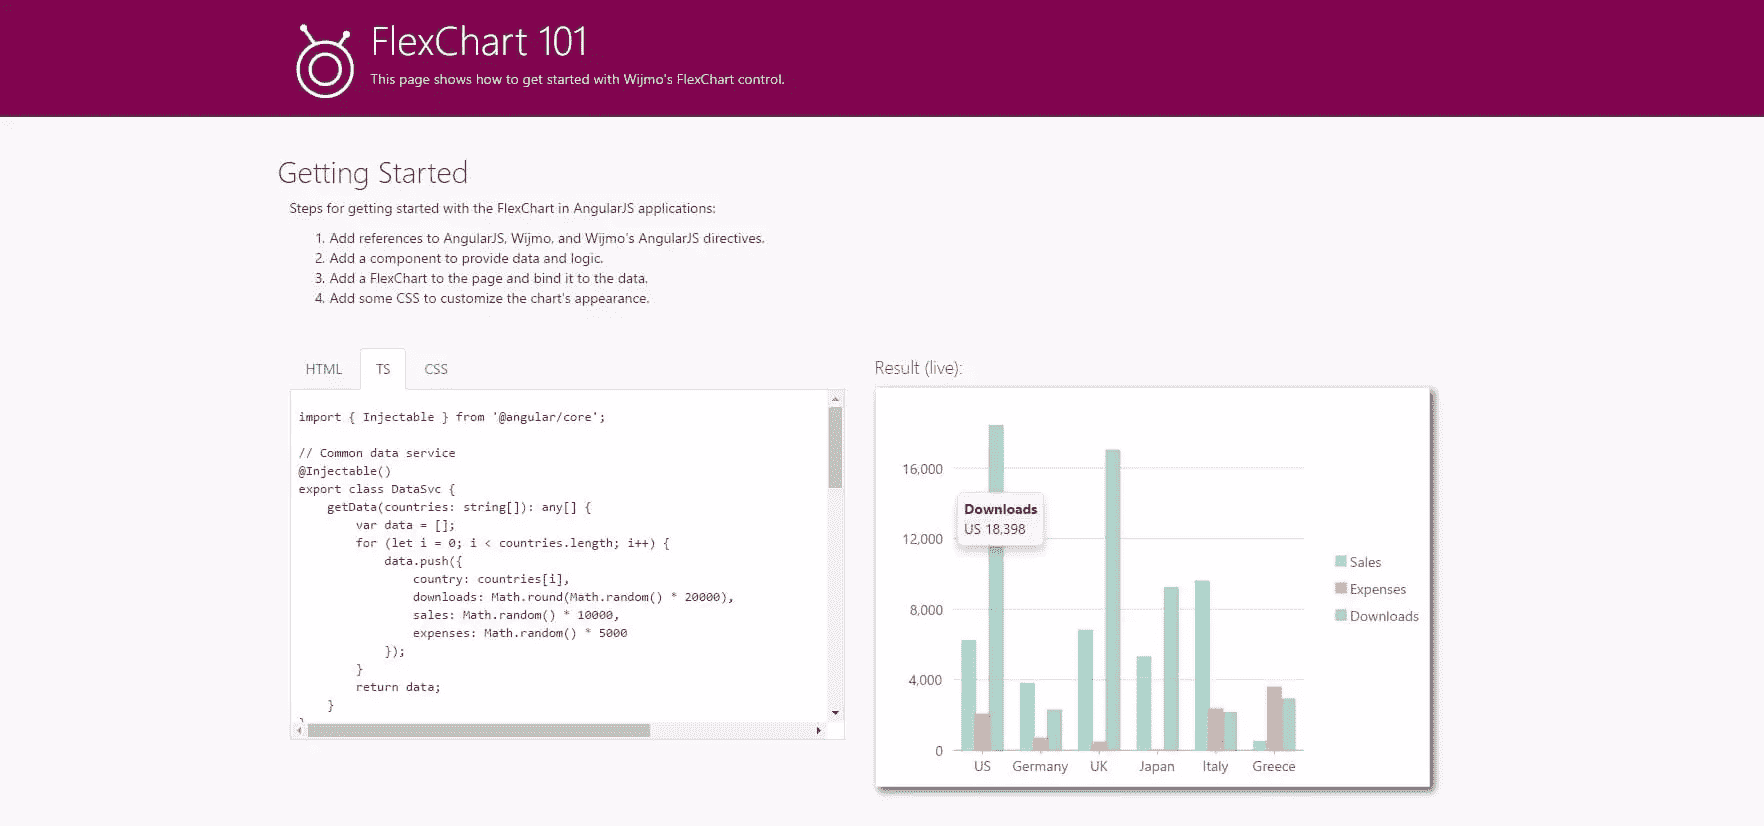 FlexChart 101
This page shows how to get started with Wijmo's FlexChart control.
Getting Started
Steps for getting started with the FlexChart in AngularJS applications:
1. Add references to AngularJS, Wijmo, and Wijmo's AngularJS directives.
2. Add a component to provide data and logic.
3. Add a FlexChart to the page and bind it to the data.
4. Add some CSS to customize the chart's appearance.
HTML TS CSS
import { Injectable } from '@angular/core';
// Common data service
@Injectable()
export class DataSvc {
getData(countries: string[]): any[] {
var data = [];
for (let i = 0; i < countries.length; i++) {
data.push({
country: countries[i],
downloads: Math.round(Math.random() * 20000),
sales: Math.random() * 10000,
expenses: Math.random() * 5000
});
}
return data;
}
Result (live):
16,000
12,000
8,000
4,000
0
Downloads
US 18,398
US Germany UK Japan Italy Greece
Sales
Expenses
Downloads